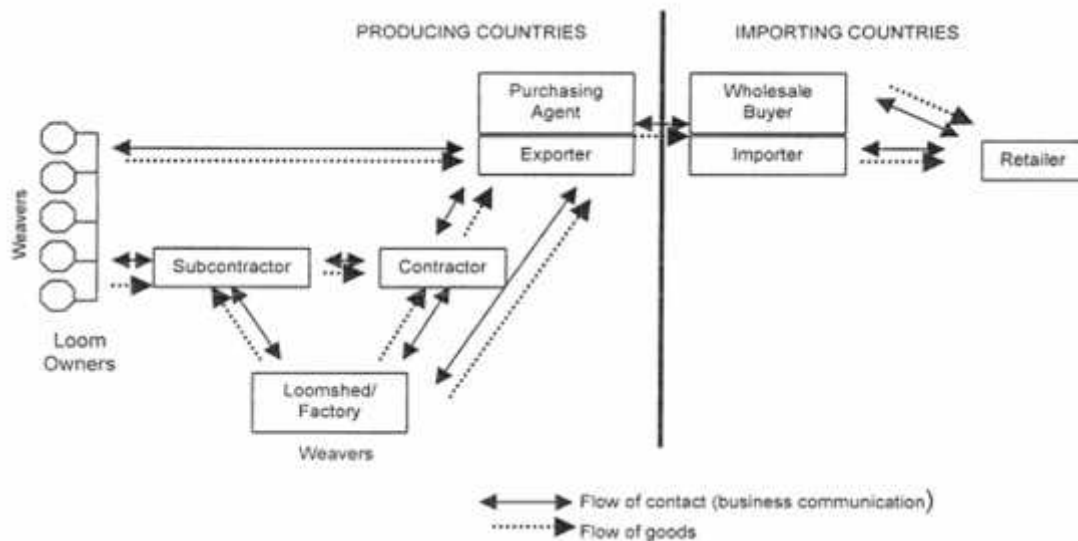 PRODUCING COUNTRIES
IMPORTING COUNTRIES
Purchasing
Agent
Exporter
Wholesale
Buyer
Importer
Retailer
Weavers
Subcontractor
Contractor
Loom
Owners
Loomshed/
Factory
Weavers
Flow of contact (business communication)
Flow of goods